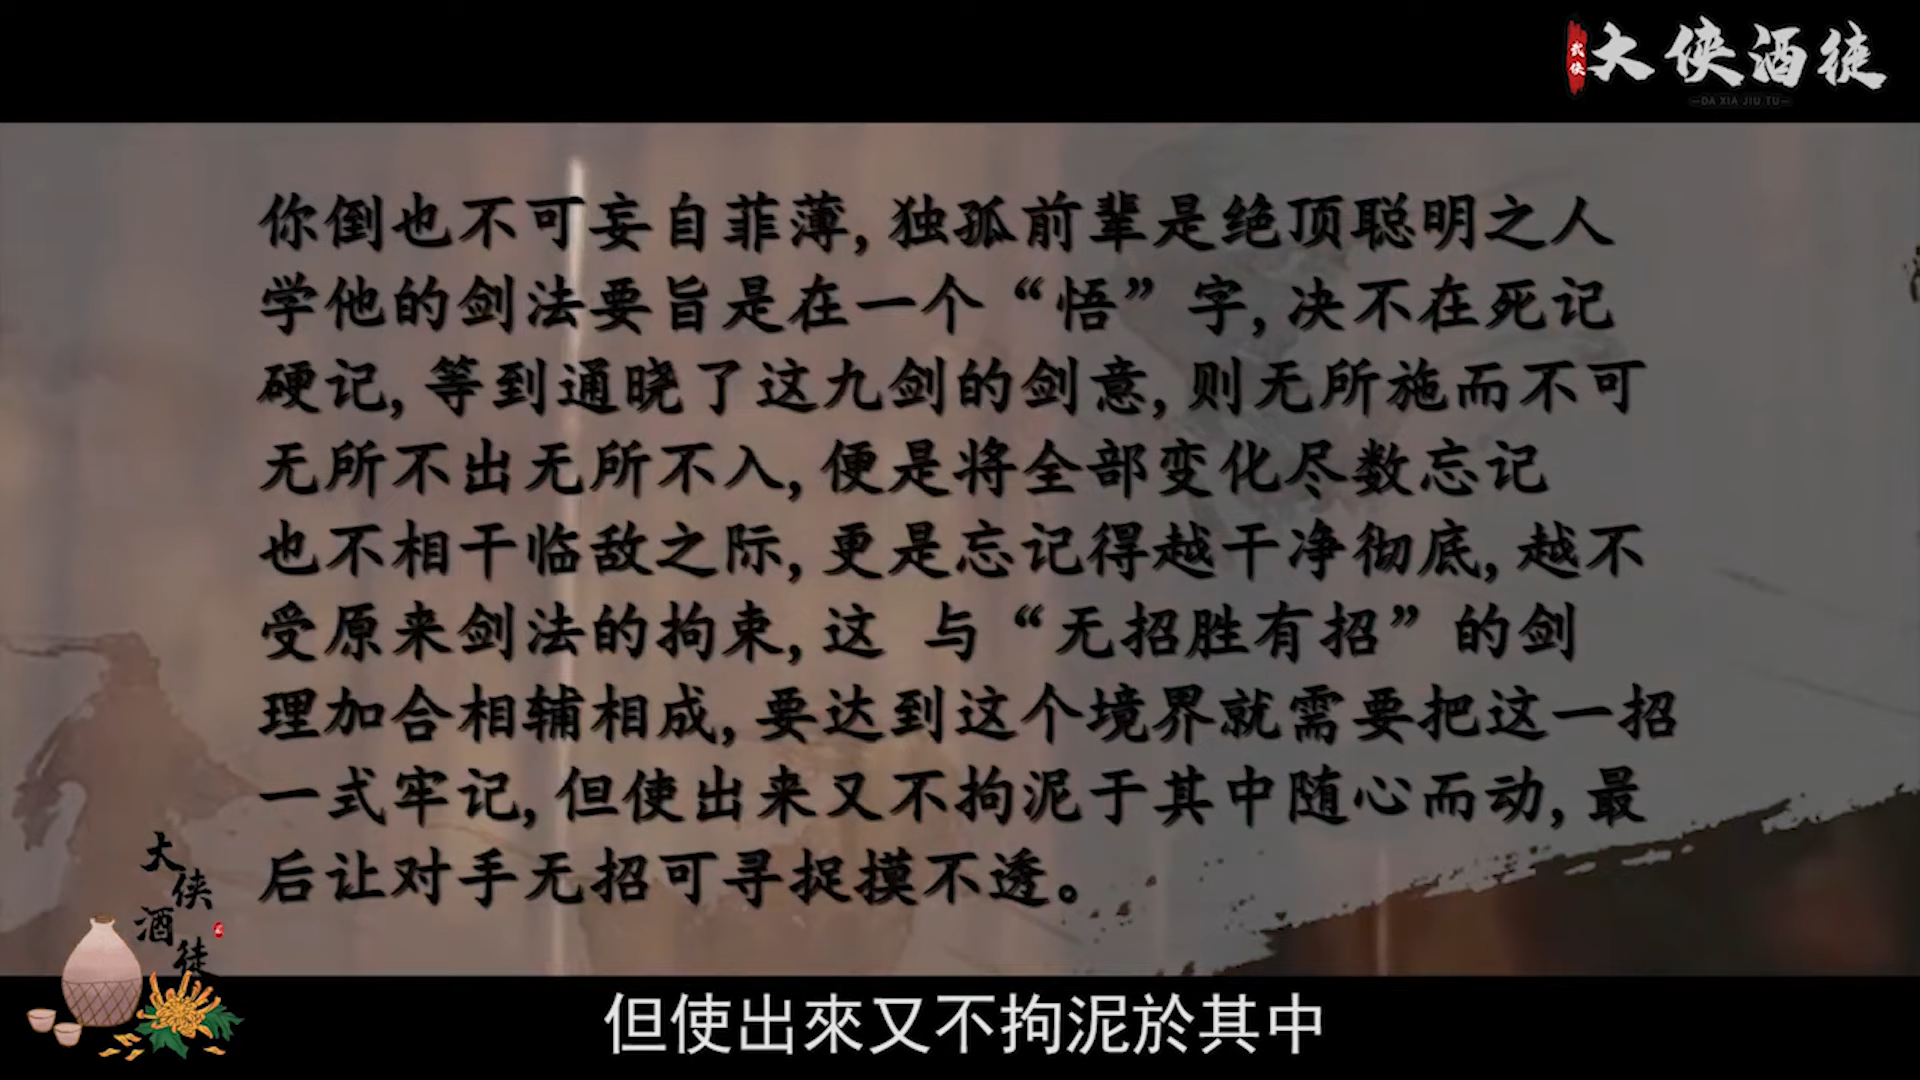 武侠
大侠酒徒
—DA XIA JIU TU—
你倒也不可妄自菲薄,独孤前辈是绝顶聪明之人
学他的剑法要旨是在一个“悟”字,决不在死记
硬记,等到通晓了这九剑的剑意,则无所施而不可
无所不出无所不入,便是将全部变化尽数忘记
也不相干临敌之际,更是忘记得越干净彻底,越不
受原来剑法的拘束,这 与“无招胜有招”的剑
理加合相辅相成,要达到这个境界就需要把这一招
一式牢记,但使出来又不拘泥于其中随心而动,最
后让对手无招可寻捉摸不透。
大侠
酒徒
但使出來又不拘泥於其中